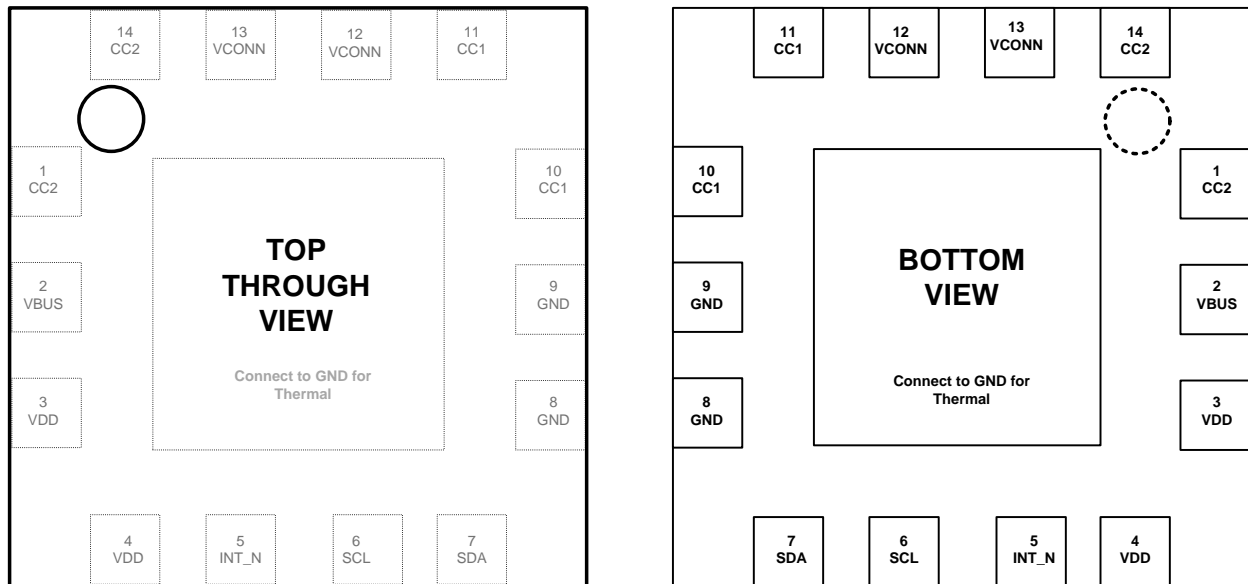 14
CC2
13
VCONN
12
VCONN
11
CC1
1
CC2
10
CC1
TOP
THROUGH
VIEW
2
VBUS
9
GND
Connect to GND for
Thermal
3
VDD
8
GND
4
VDD
5
INT_N
6
SCL
7
SDA
11
CC1
12
VCONN
13
VCONN
14
CC2
10
CC1
1
CC2
BOTTOM
VIEW
9
GND
2
VBUS
Connect to GND for
Thermal
8
GND
3
VDD
7
SDA
6
SCL
5
INT_N
4
VDD